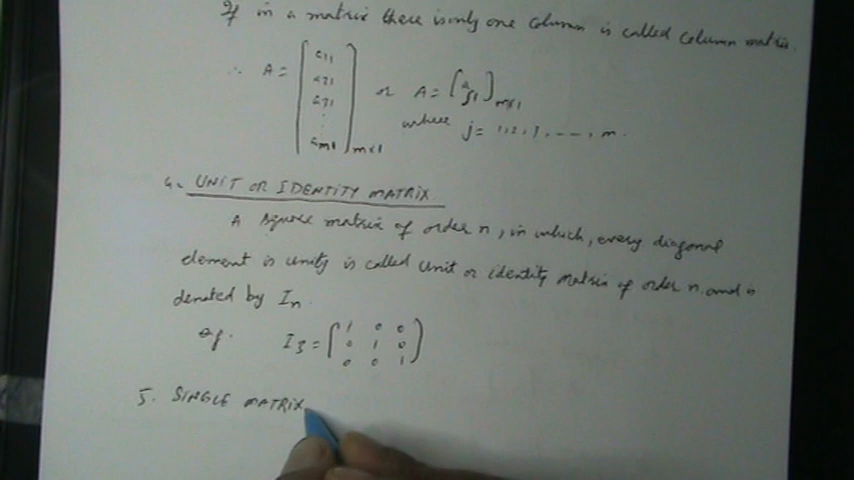 If in a matrix there is only one column is called column matrix.
∴ A = [a11 a21 a31 ⋮ am1]m×1 or A = [aj1]m×1
where j = 1,2,3,---,m.
4. UNIT OR IDENTITY MATRIX
A square matrix of order n, in which, every diagonal
element is unity is called unit or identity matrix of order n. and is
denoted by In.
eg. I3 = (1 0 0 0 1 0 0 0 1)
5. SINGLE MATRIX